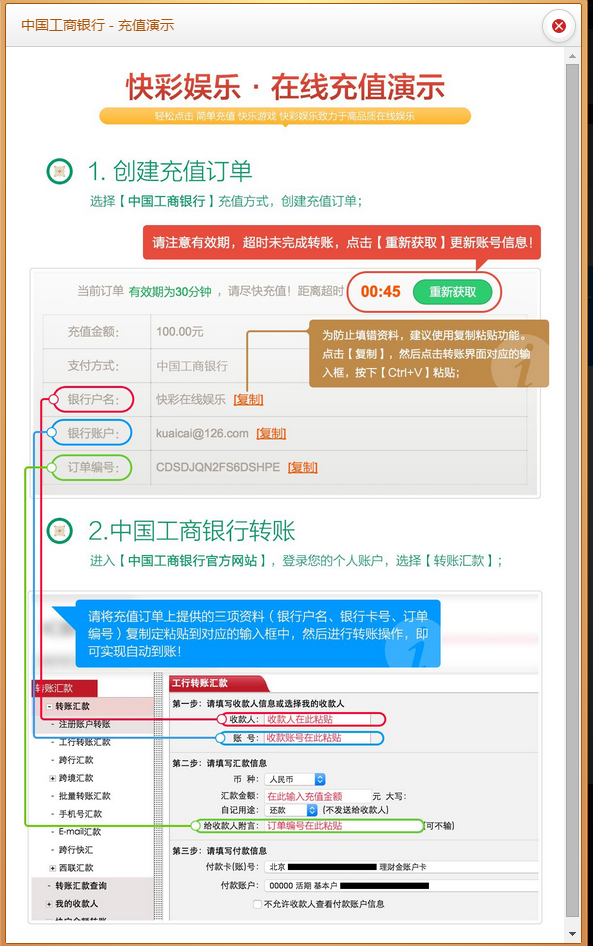 中国工商银行 - 充值演示
快彩娱乐 · 在线充值演示
轻松点击 简单充值 快乐游戏 快彩娱乐致力于高品质在线娱乐
1. 创建充值订单
选择【中国工商银行】充值方式，创建充值订单；
请注意有效期，超时未完成转账，点击【重新获取】更新账号信息！
当前订单 有效期为30分钟 ，请尽快充值！距离超时 00:45 重新获取
充值金额： 100.00元
为防止填错资料，建议使用复制粘贴功能。
点击【复制】，然后点击转账界面对应的输
入框，按下【Ctrl+V】粘贴；
支付方式： 中国工商银行
银行户名： 快彩在线娱乐 [复制]
银行账户： kuaicai@126.com [复制]
订单编号： CDSDJQN2FS6DSHPE [复制]
2.中国工商银行转账
进入【中国工商银行官方网站】，登录您的个人账户，选择【转账汇款】；
请将充值订单上提供的三项资料（银行户名、银行卡号、订单
编号）复制定粘贴到对应的输入框中，然后进行转账操作，即
可实现自动到账！
转账汇款
转账汇款
注册账户转账
工行转账汇款
跨行汇款
跨境汇款
批量转账汇款
手机号汇款
E-mail汇款
跨行快汇
西联汇款
转账汇款查询
我的收款人
工行转账汇款
第一步：请填写收款人信息或选择我的收款人
收款人： 收款人在此粘贴
账 号： 收款账号在此粘贴
第二步：请填写汇款信息
币 种： 人民币
汇款金额： 在此输入充值金额 元 大写：
自记用途： 还款 (不发送给收款人)
给收款人附言： 订单编号在此粘贴 (可不输)
第三步：请填写付款信息
付款卡(账)号： 北京 理财金账户卡
付款账户： 00000 活期 基本户
不允许收款人查看付款账户信息